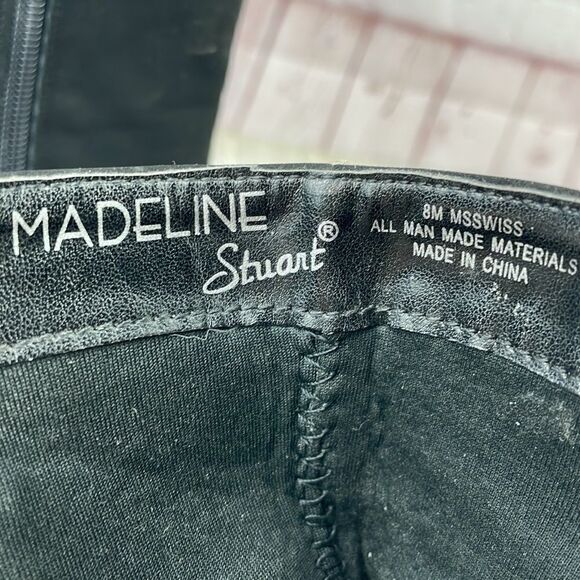 MADELINE
Stuart®
8M MSSWISS
ALL MAN MADE MATERIALS
MADE IN CHINA